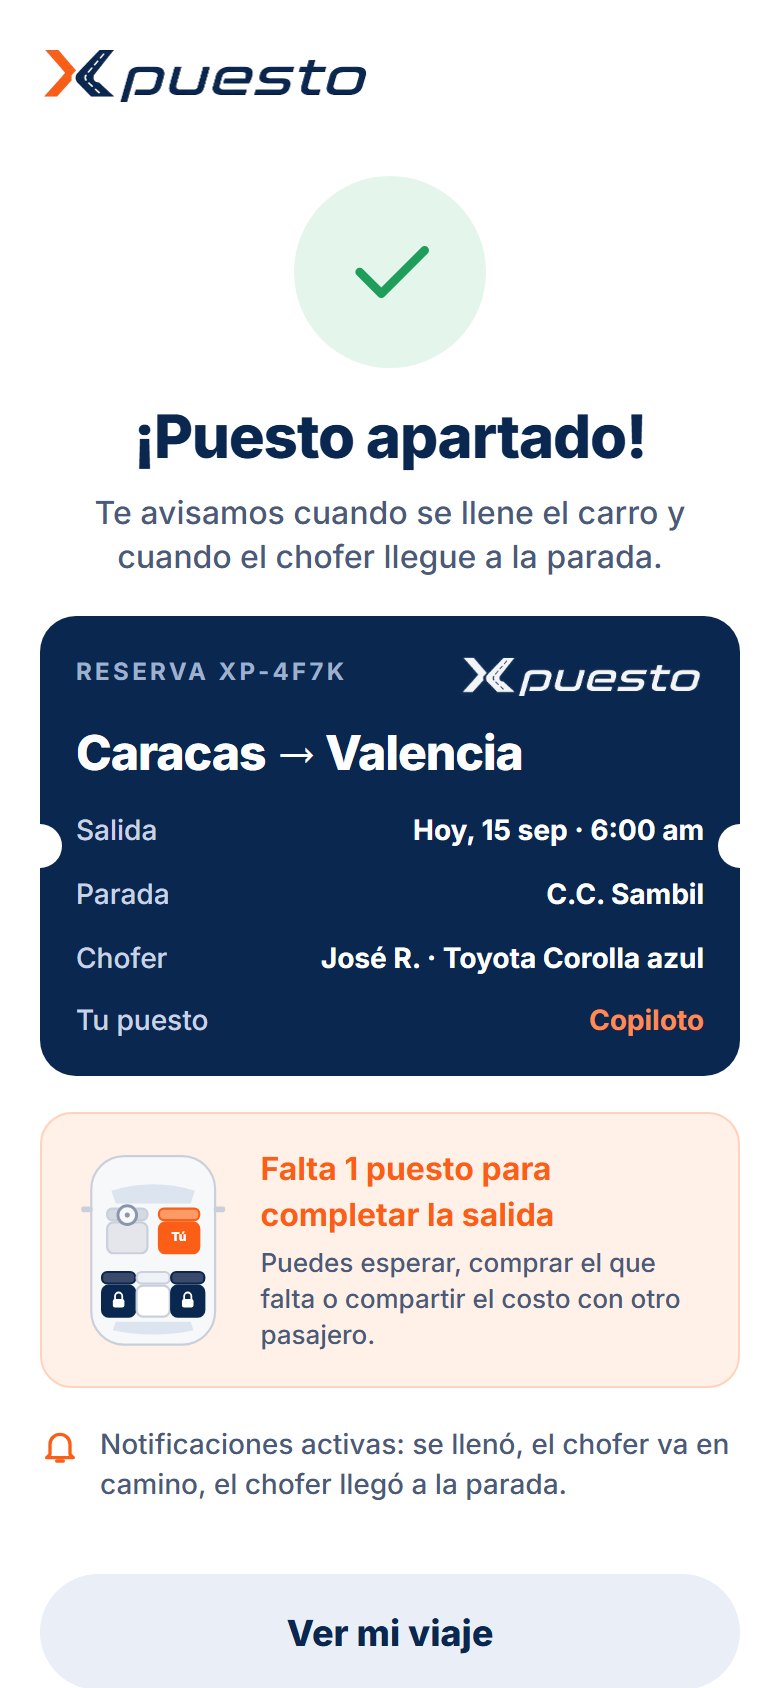 Xpuesto
¡Puesto apartado!
Te avisamos cuando se llene el carro y
cuando el chofer llegue a la parada.
RESERVA XP-4F7K
Xpuesto
Caracas → Valencia
Salida Hoy, 15 sep · 6:00 am
Parada C.C. Sambil
Chofer José R. · Toyota Corolla azul
Tu puesto Copiloto
Tú
Falta 1 puesto para
completar la salida
Puedes esperar, comprar el que
falta o compartir el costo con otro
pasajero.
Notificaciones activas: se llenó, el chofer va en
camino, el chofer llegó a la parada.
Ver mi viaje